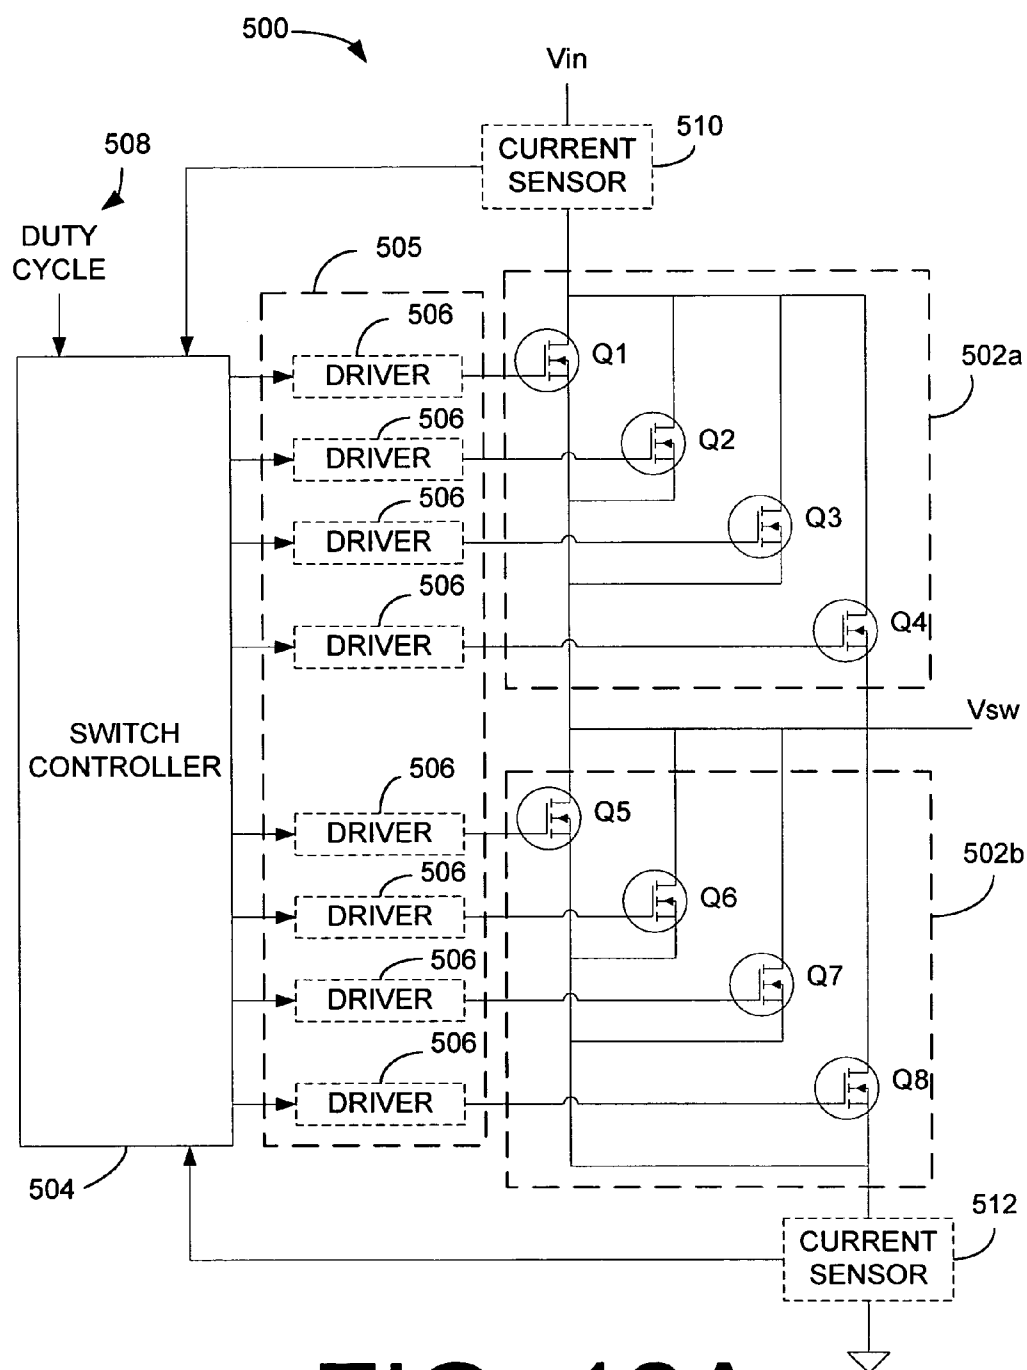 500
Vin
508
CURRENT
SENSOR
510
DUTY
CYCLE
505
506
DRIVER
Q1
502a
506
DRIVER
Q2
506
DRIVER
Q3
506
DRIVER
Q4
Vsw
SWITCH
CONTROLLER
506
DRIVER
Q5
502b
506
DRIVER
Q6
506
DRIVER
Q7
506
DRIVER
Q8
504
512
CURRENT
SENSOR